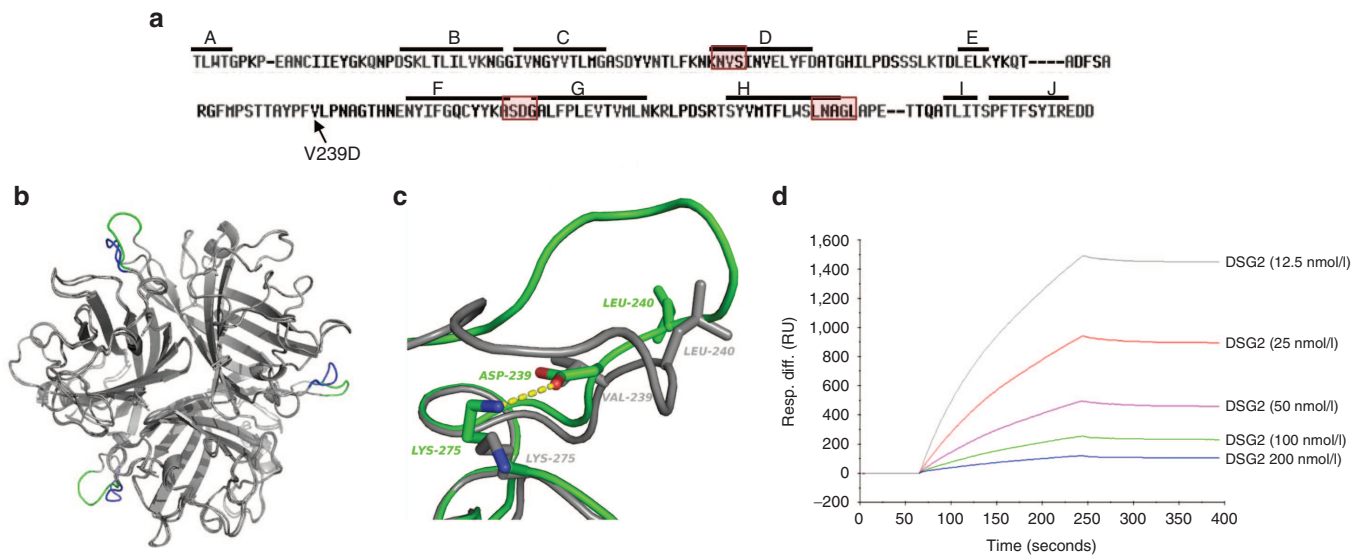 a
A B C D E
TLWTGPKP-EANCIIEYGKQNPDSKLTLILVKNGGIVNGYVTLMGASDYVNTLFKNKNVSINVELYFDATGHILPDSSSLKTDLELKYKQT----ADFSA
F G H I J
RGFMPSTTAYPFVLPNAGTHNENYIFGQCYYKASDGALFPLEVTVMLNKRLPDSRTSYVMTFLWSLNAGLAPE--TTQATLITSPFTFSYIREDD
V239D
b
c
LEU-240
LEU-240
ASP-239
VAL-239
LYS-275
LYS-275
d
Resp. diff. (RU)
1,600
1,400
1,200
1,000
800
600
400
200
0
−200
0 50 100 150 200 250 300 350 400
Time (seconds)
DSG2 (12.5 nmol/l)
DSG2 (25 nmol/l)
DSG2 (50 nmol/l)
DSG2 (100 nmol/l)
DSG2 200 nmol/l)